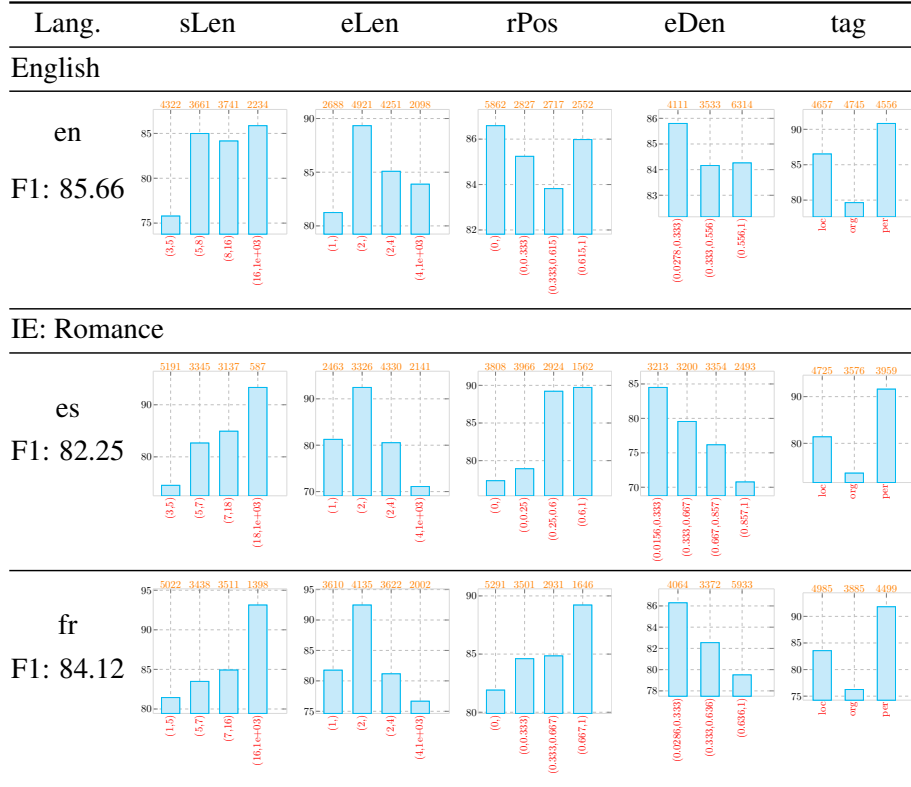 Lang. sLen eLen rPos eDen tag
English
en
F1: 85.66
4322 3661 3741 2234
85
80
75
(3,5) (5,8) (8,16) (16,1e+03)
2688 4921 4251 2098
90
85
80
(1,) (2,) (2,4) (4,1e+03)
5862 2827 2717 2552
86
84
82
(0,) (0,0.333) (0.333,0.615) (0.615,1)
4111 3533 6314
86
85
84
83
(0.0278,0.333) (0.333,0.556) (0.556,1)
4657 4745 4556
90
85
80
loc org per
IE: Romance
es
F1: 82.25
5191 3345 3137 587
90
80
(3,5) (5,7) (7,18) (18,1e+03)
2463 3326 4330 2141
90
80
70
(1,) (2,) (2,4) (4,1e+03)
3808 3966 2924 1562
90
85
80
(0,) (0,0.25) (0.25,0.6) (0.6,1)
3213 3200 3354 2493
85
80
75
70
(0.0156,0.333) (0.333,0.667) (0.667,0.857) (0.857,1)
4725 3576 3959
90
80
loc org per
fr
F1: 84.12
5022 3438 3511 1398
95
90
85
80
(1,5) (5,7) (7,16) (16,1e+03)
3610 4135 3622 2002
95
90
85
80
75
(1,) (2,) (2,4) (4,1e+03)
5291 3501 2931 1646
90
85
80
(0,) (0,0.333) (0.333,0.667) (0.667,1)
4064 3372 5933
86
84
82
80
78
(0.0286,0.333) (0.333,0.636) (0.636,1)
4985 3885 4499
90
85
80
75
loc org per